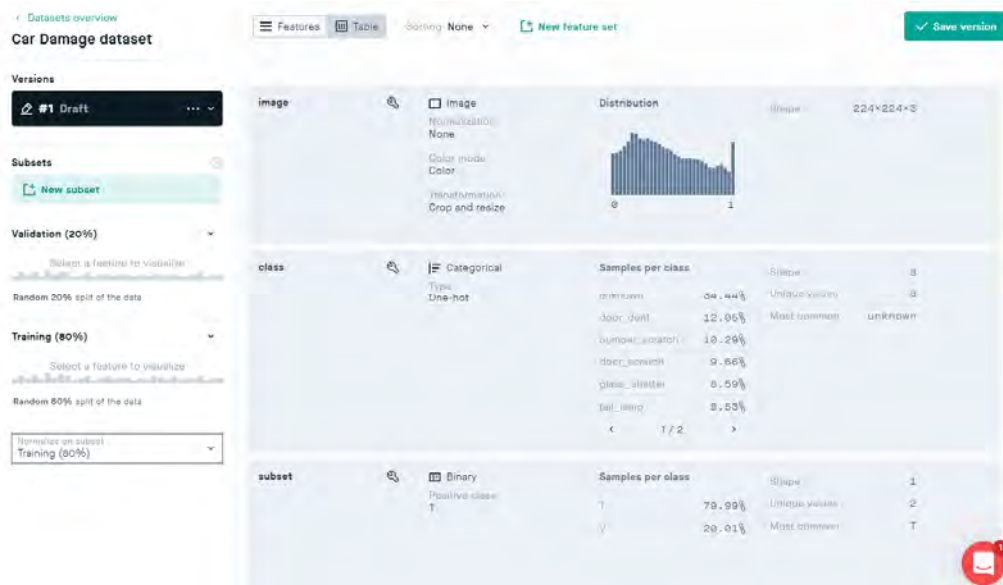 ‹ Datasets overview
Car Damage dataset
Features
Table
Sorting None
New feature set
Save version
Versions
#1 Draft
Subsets
New subset
Validation (20%)
Select a feature to visualize
Random 20% split of the data
Training (80%)
Select a feature to visualize
Random 80% split of the data
Normalize on subset
Training (80%)
image
Image
Normalization
None
Color mode
Color
Transformation
Crop and resize
Distribution
0 1
Shape 224×224×3
class
Categorical
Type
One-hot
Samples per class
unknown
door_dent 12.05%
bumper_scratch 10.29%
door_scratch 9.66%
glass_shatter 8.59%
tail_lamp 8.53%
‹ 1/2 ›
Shape 8
Unique values 8
Most common unknown
subset
Binary
Positive class
T
Samples per class
T 79.99%
V 20.01%
Shape 1
Unique values 2
Most common T
1